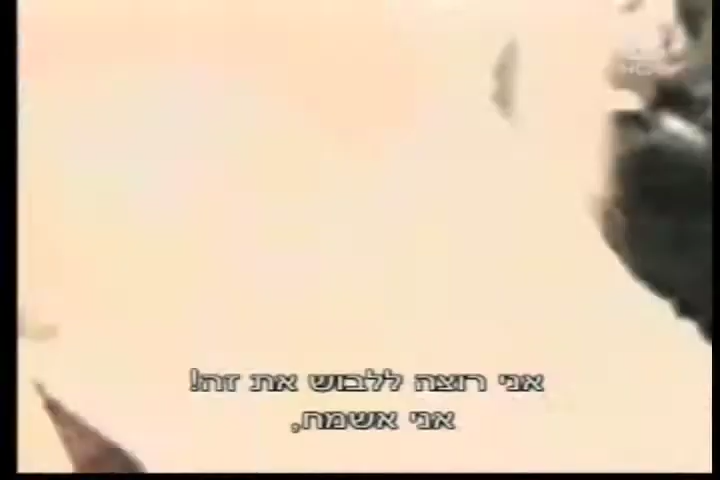 אני רוצה ללבוש את זה!
אני אשמח,